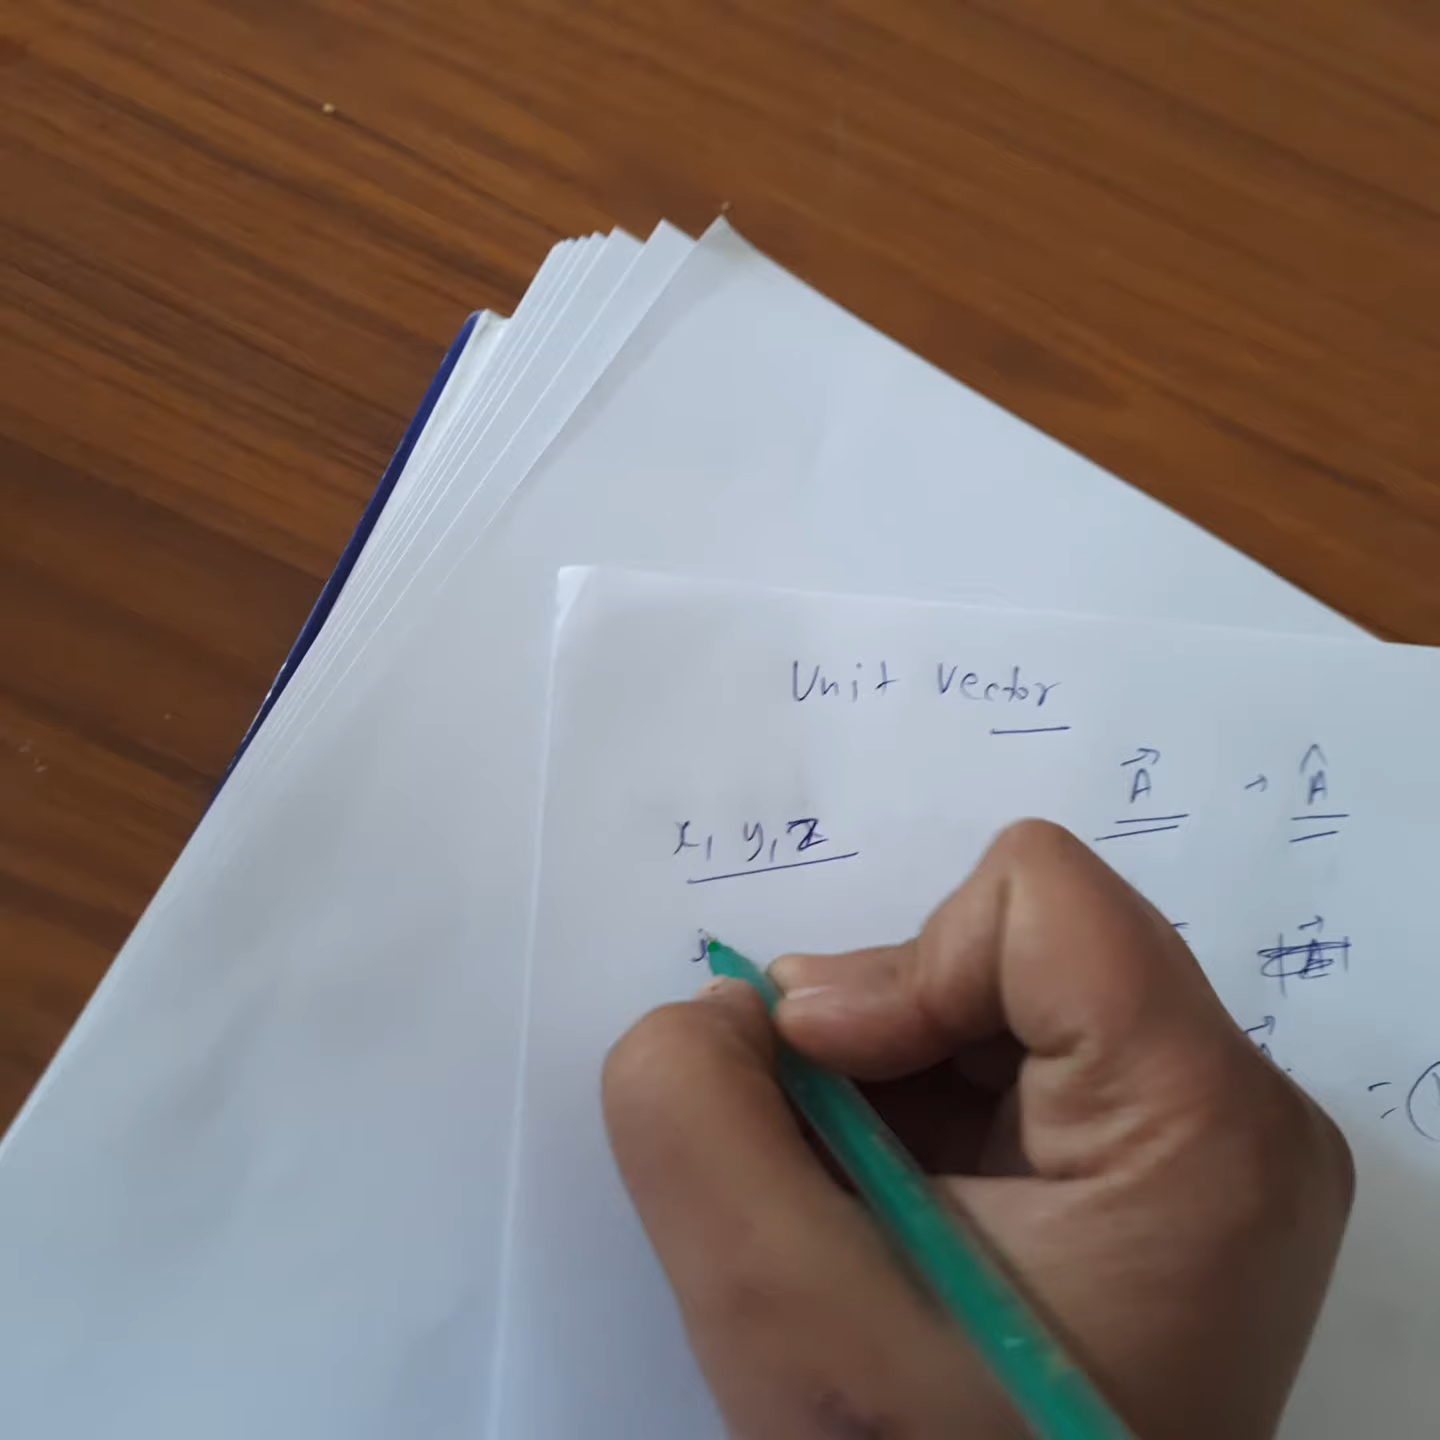 Unit Vector
A⃗ → Â
x, y, z
i
=